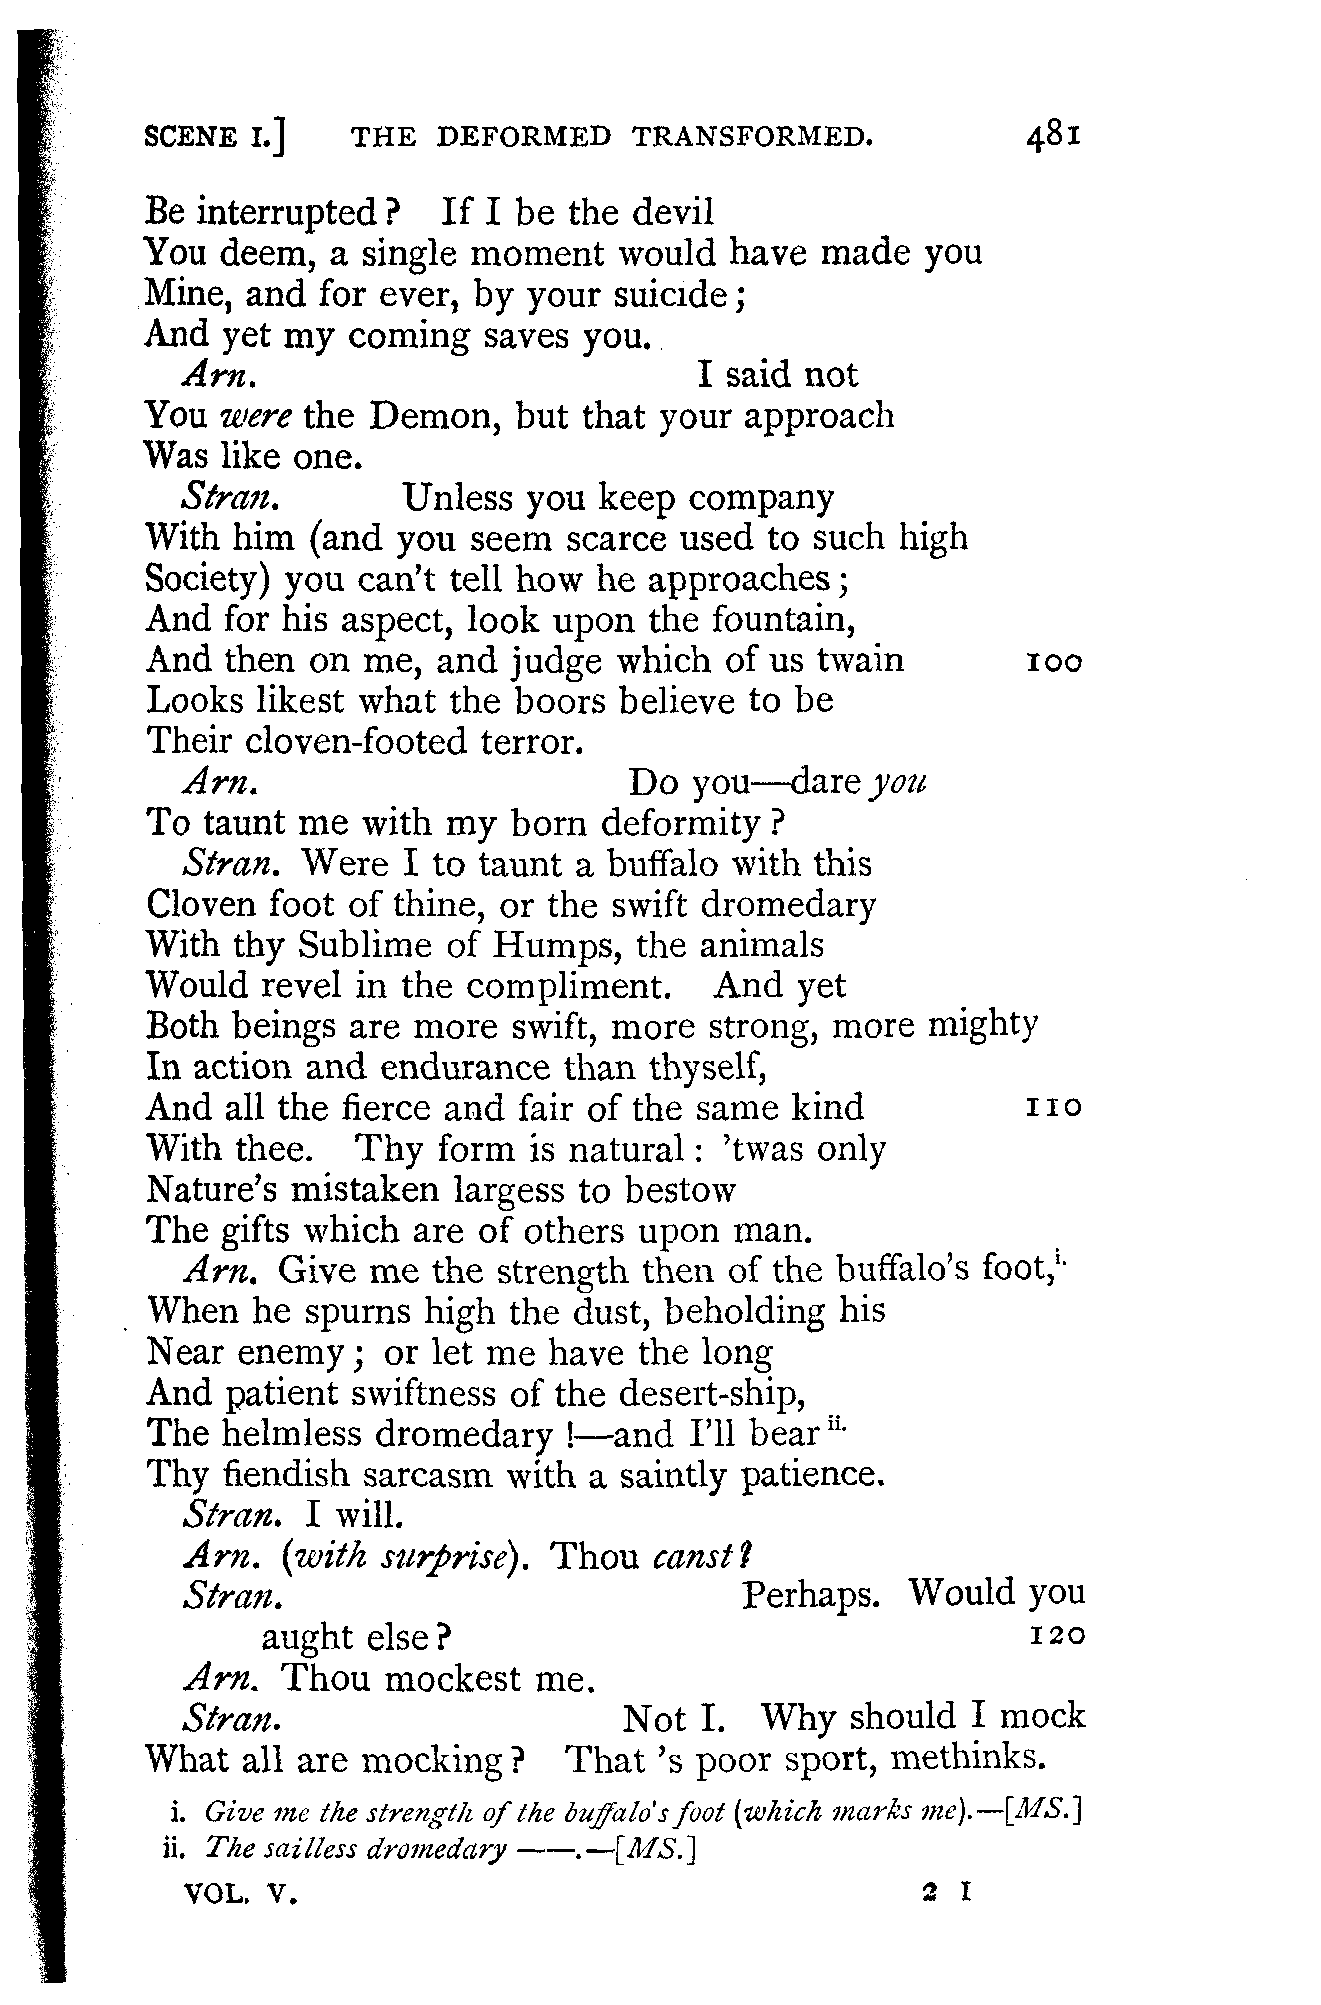 SCENE I.] THE DEFORMED TRANSFORMED. 481
Be interrupted? If I be the devil
You deem, a single moment would have made you
Mine, and for ever, by your suicide;
And yet my coming saves you.
Arn. I said not
You were the Demon, but that your approach
Was like one.
Stran. Unless you keep company
With him (and you seem scarce used to such high
Society) you can't tell how he approaches;
And for his aspect, look upon the fountain,
And then on me, and judge which of us twain 100
Looks likest what the boors believe to be
Their cloven-footed terror.
Arn. Do you—dare you
To taunt me with my born deformity?
Stran. Were I to taunt a buffalo with this
Cloven foot of thine, or the swift dromedary
With thy Sublime of Humps, the animals
Would revel in the compliment. And yet
Both beings are more swift, more strong, more mighty
In action and endurance than thyself,
And all the fierce and fair of the same kind 110
With thee. Thy form is natural: 'twas only
Nature's mistaken largess to bestow
The gifts which are of others upon man.
Arn. Give me the strength then of the buffalo's foot,i.
When he spurns high the dust, beholding his
Near enemy; or let me have the long
And patient swiftness of the desert-ship,
The helmless dromedary!—and I'll bear ii.
Thy fiendish sarcasm with a saintly patience.
Stran. I will.
Arn. (with surprise). Thou canst?
Stran. Perhaps. Would you
aught else? 120
Arn. Thou mockest me.
Stran. Not I. Why should I mock
What all are mocking? That 's poor sport, methinks.
i. Give me the strength of the buffalo's foot (which marks me).—[MS.]
ii. The sailless dromedary ——.—[MS.]
VOL. V. 2 I